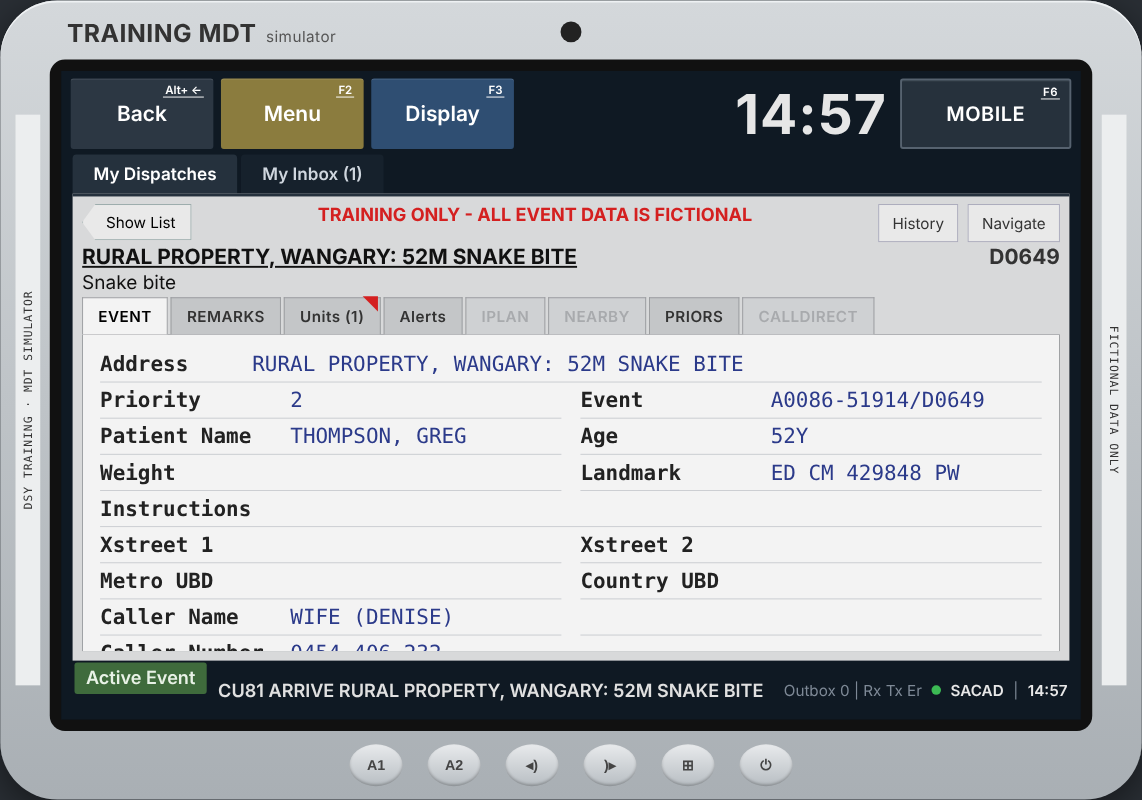 TRAINING MDT simulator
Back Alt+ ←
Menu F2
Display F3
14:57
MOBILE F6
My Dispatches
My Inbox (1)
Show List
TRAINING ONLY - ALL EVENT DATA IS FICTIONAL
History
Navigate
RURAL PROPERTY, WANGARY: 52M SNAKE BITE
D0649
Snake bite
EVENT
REMARKS
Units (1)
Alerts
IPLAN
NEARBY
PRIORS
CALLDIRECT
Address RURAL PROPERTY, WANGARY: 52M SNAKE BITE
Priority 2
Event A0086-51914/D0649
Patient Name THOMPSON, GREG
Age 52Y
Weight
Landmark ED CM 429848 PW
Instructions
Xstreet 1
Xstreet 2
Metro UBD
Country UBD
Caller Name WIFE (DENISE)
Caller Number
Active Event
CU81 ARRIVE RURAL PROPERTY, WANGARY: 52M SNAKE BITE
Outbox 0 | Rx Tx Er ● SACAD | 14:57
A1
A2
DSY TRAINING · MDT SIMULATOR
FICTIONAL DATA ONLY